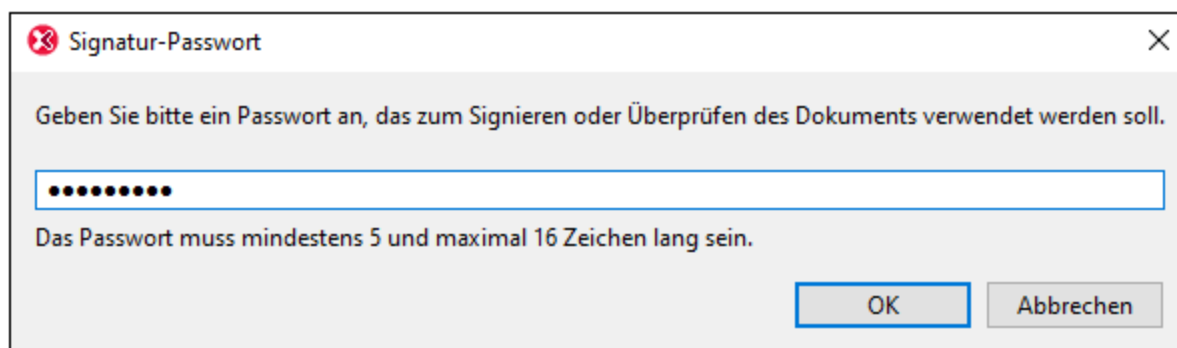 Signatur-Passwort
Geben Sie bitte ein Passwort an, das zum Signieren oder Überprüfen des Dokuments verwendet werden soll.
●●●●●●●●●
Das Passwort muss mindestens 5 und maximal 16 Zeichen lang sein.
OK Abbrechen